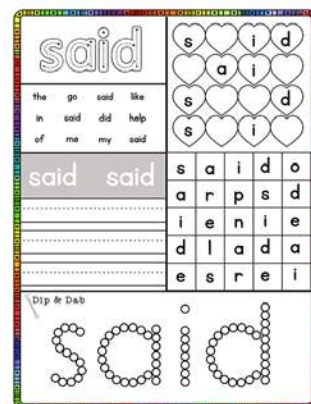 said
the go said like
in said did help
of me my said
said said
s i d
a i
s d
s i
s a i d o
a r p s d
i e n i e
d l a d a
e s r e i
Dip & Dab
said